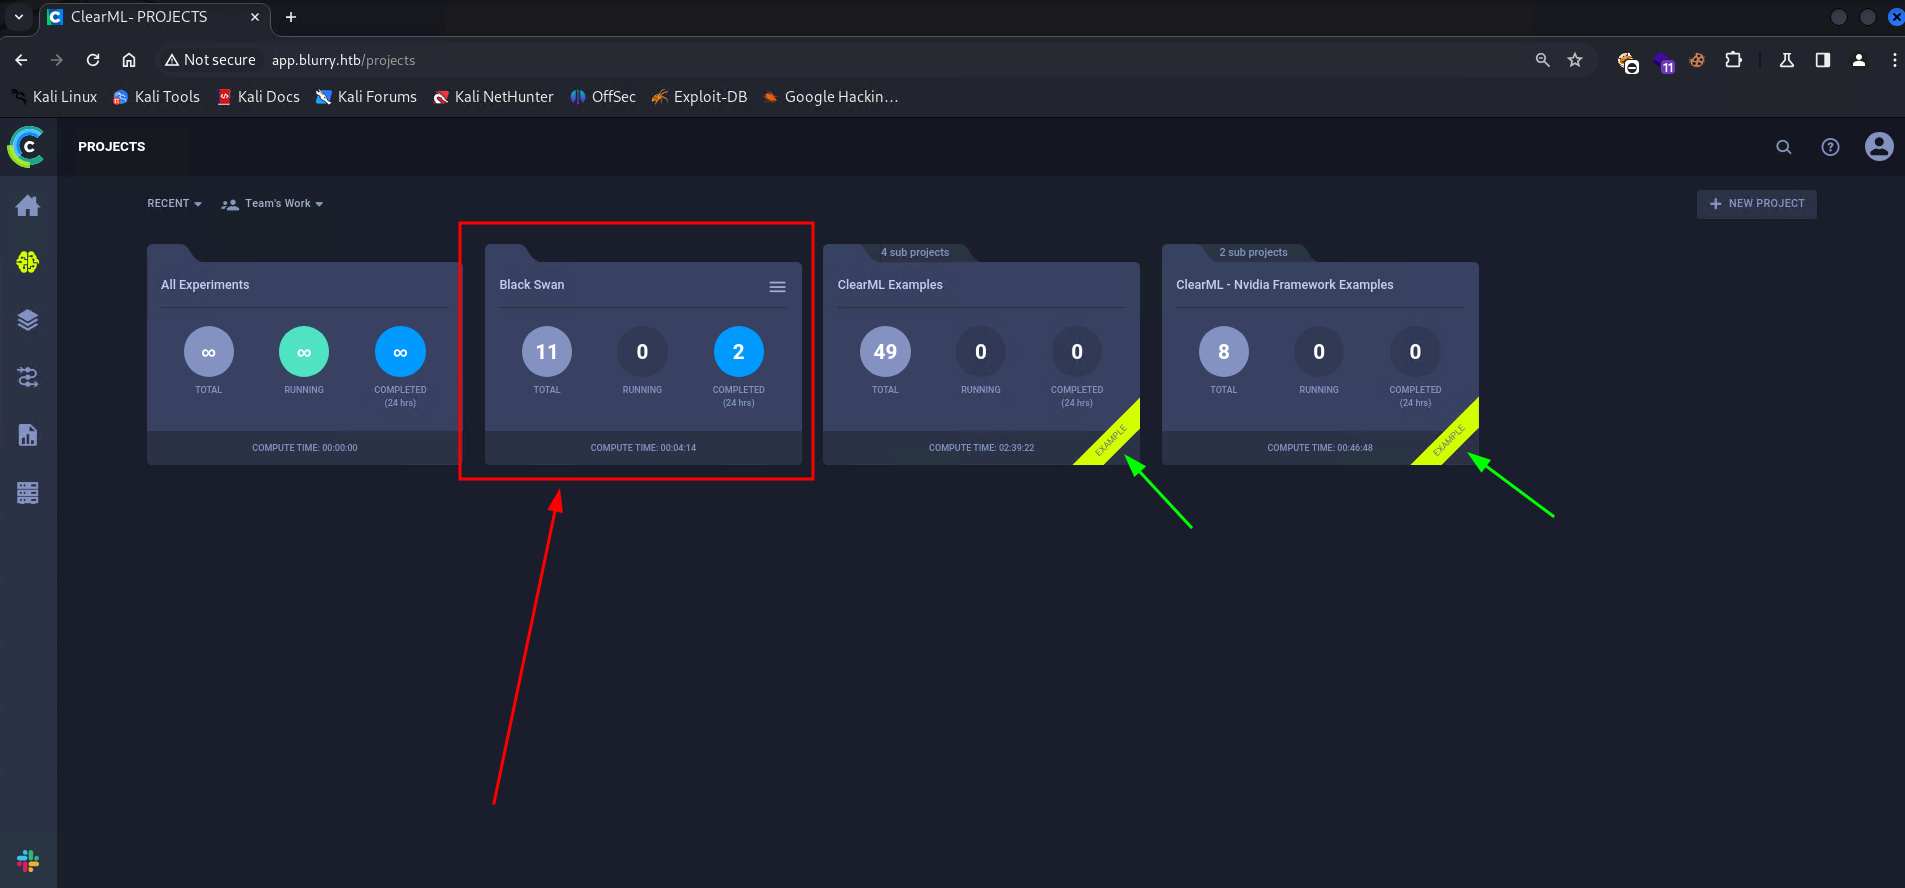 ClearML- PROJECTS
Not secure app.blurry.htb/projects
11
Kali Linux Kali Tools Kali Docs Kali Forums Kali NetHunter OffSec Exploit-DB Google Hackin…
C PROJECTS
RECENT Team's Work + NEW PROJECT
4 sub projects 2 sub projects
All Experiments Black Swan ClearML Examples ClearML - Nvidia Framework Examples
∞ ∞ ∞ 11 0 2 49 0 0 8 0 0
TOTAL RUNNING COMPLETED TOTAL RUNNING COMPLETED TOTAL RUNNING COMPLETED TOTAL RUNNING COMPLETED
(24 hrs) (24 hrs) (24 hrs) (24 hrs)
EXAMPLE EXAMPLE
COMPUTE TIME: 00:00:00 COMPUTE TIME: 00:04:14 COMPUTE TIME: 02:39:22 COMPUTE TIME: 00:46:48